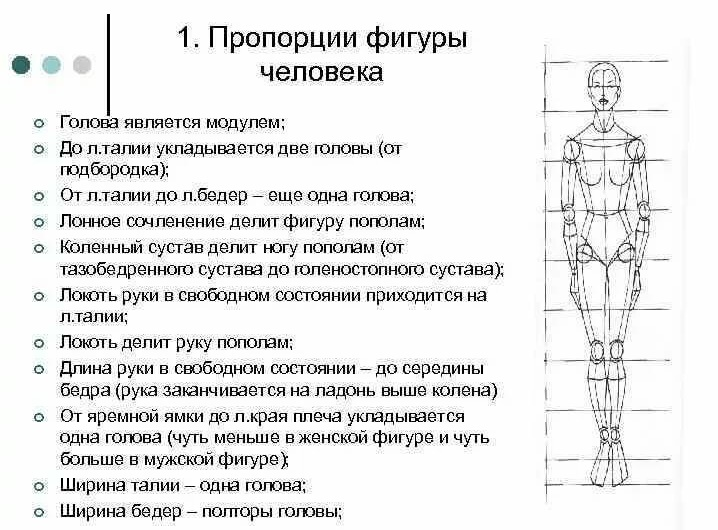 1. Пропорции фигуры
человека
Голова является модулем;
До л.талии укладывается две головы (от
подбородка);
От л.талии до л.бедер – еще одна голова;
Лонное сочленение делит фигуру пополам;
Коленный сустав делит ногу пополам (от
тазобедренного сустава до голеностопного сустава);
Локоть руки в свободном состоянии приходится на
л.талии;
Локоть делит руку пополам;
Длина руки в свободном состоянии – до середины
бедра (рука заканчивается на ладонь выше колена)
От яремной ямки до л.края плеча укладывается
одна голова (чуть меньше в женской фигуре и чуть
больше в мужской фигуре);
Ширина талии – одна голова;
Ширина бедер – полторы головы;